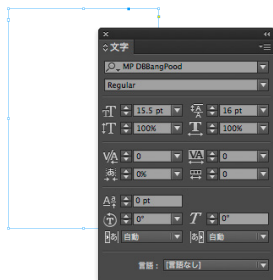 文字
MP DBBangPood
Regular
15.5 pt 16 pt
100% 100%
0 0
0% 0
0 pt
0° 0°
自動 自動
言語： [言語なし]